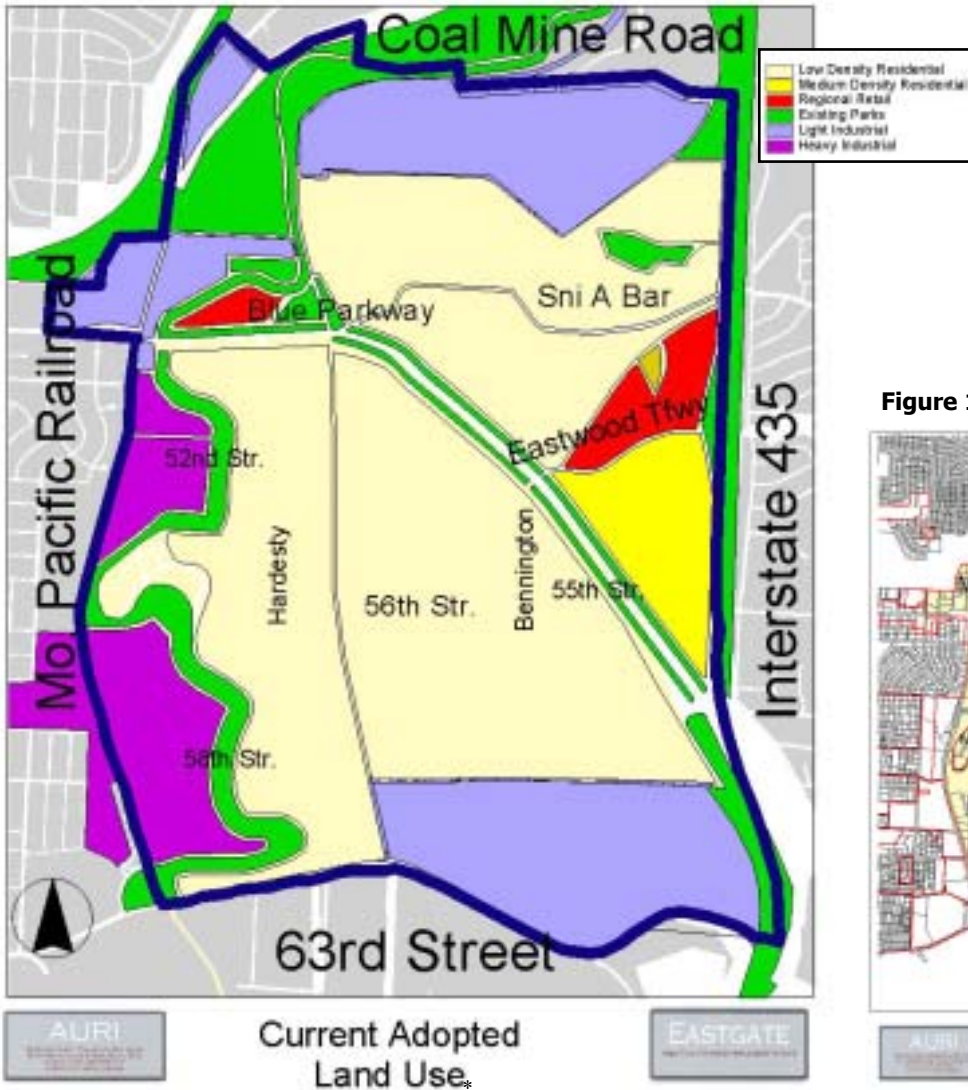 Coal Mine Road
Low Density Residential
Medium Density Residential
Regional Retail
Existing Parks
Light Industrial
Heavy Industrial
Mo Pacific Railroad
Blue Parkway
Sni A Bar
Eastwood Tfwy
Interstate 435
52nd Str.
Hardesty
56th Str.
Bennington
55th Str.
58th Str.
63rd Street
Figure
AURI
Current Adopted
Land Use*
EASTGATE
AURI